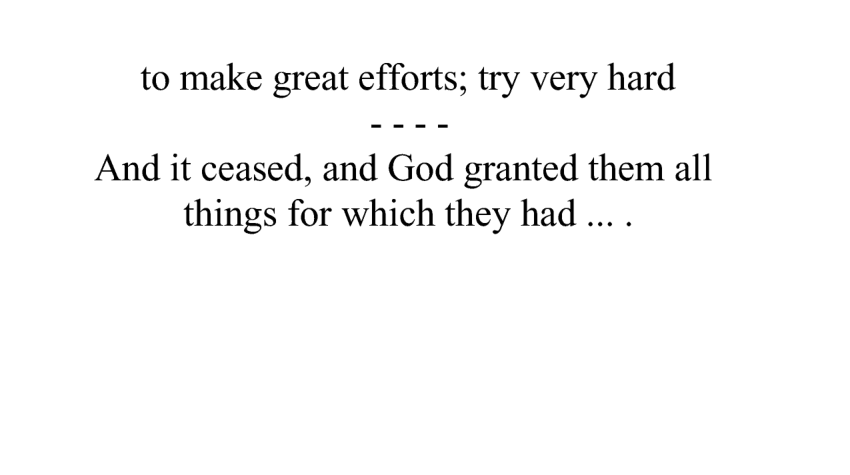 to make great efforts; try very hard
- - - -
And it ceased, and God granted them all
things for which they had ... .